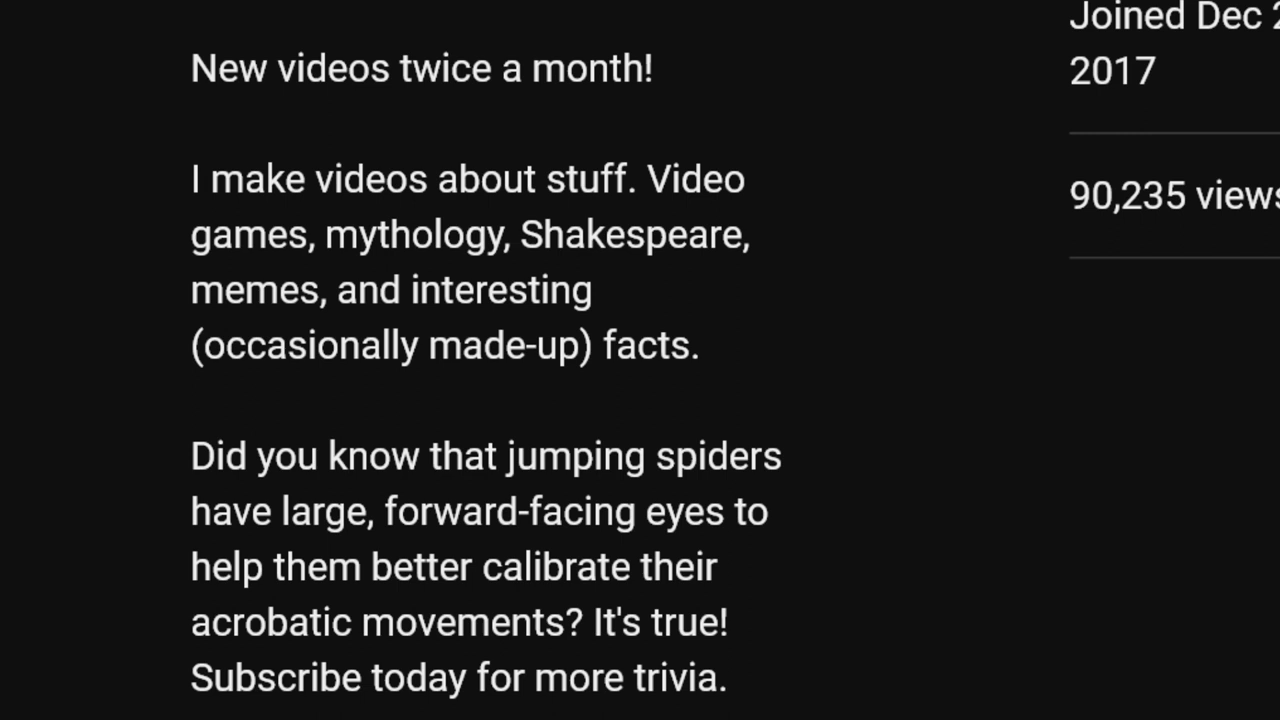 New videos twice a month!
I make videos about stuff. Video
games, mythology, Shakespeare,
memes, and interesting
(occasionally made-up) facts.
Did you know that jumping spiders
have large, forward-facing eyes to
help them better calibrate their
acrobatic movements? It's true!
Subscribe today for more trivia.
Joined Dec
2017
90,235 views